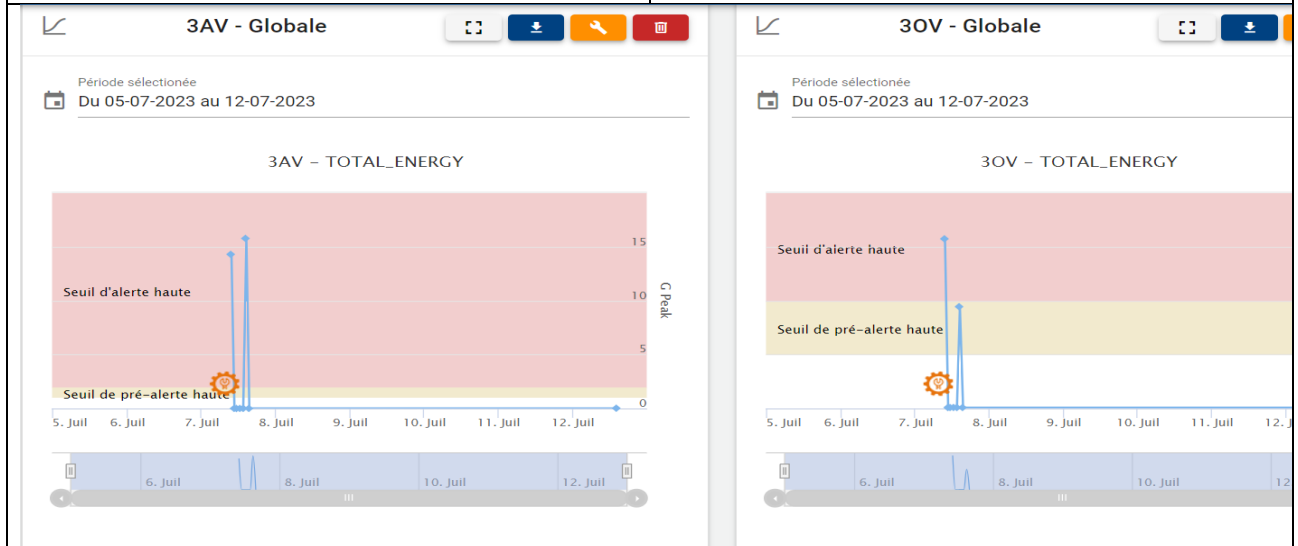 3AV - Globale
Période sélectionée
Du 05-07-2023 au 12-07-2023
3AV – TOTAL_ENERGY
Seuil d'alerte haute
Seuil de pré–alerte haute
15
10
5
0
G Peak
5. Juil 6. Juil 7. Juil 8. Juil 9. Juil 10. Juil 11. Juil 12. Juil
6. Juil 8. Juil 10. Juil 12. Juil
3OV - Globale
Période sélectionée
Du 05-07-2023 au 12-07-2023
3OV – TOTAL_ENERGY
Seuil d'alerte haute
Seuil de pré–alerte haute
5. Juil 6. Juil 7. Juil 8. Juil 9. Juil 10. Juil 11. Juil 12. J
6. Juil 8. Juil 10. Juil 12